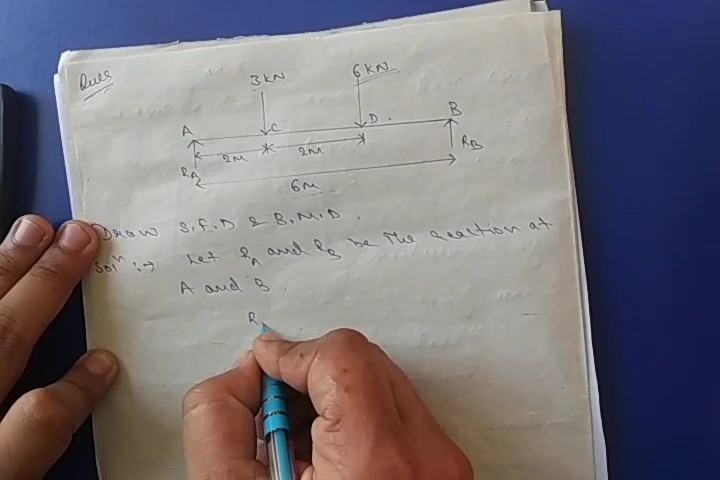 Ques
3 KN
6 KN
A
C
D.
B
2M
2M
RA
RB
6M
Draw S.F.D & B.M.D.
Solⁿ :→ Let RA and RB be the reaction at
A and B.
R